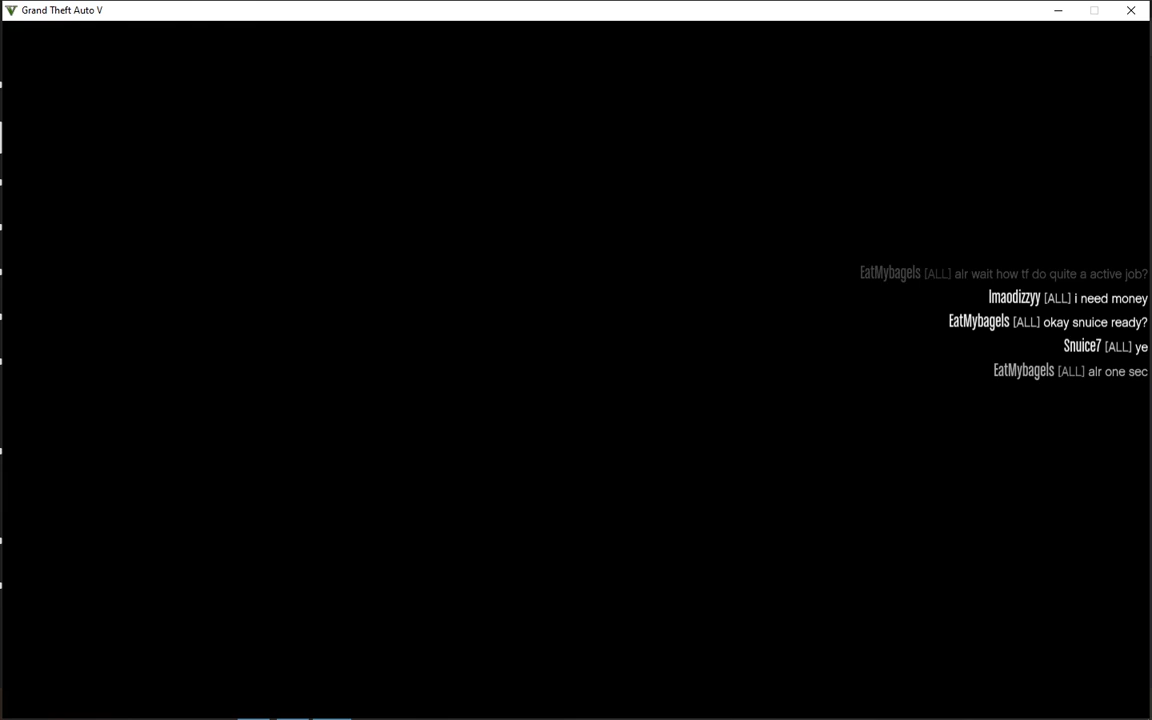 Grand Theft Auto V
EatMybagels [ALL] alr wait how tf do quite a active job?
lmaodizzyy [ALL] i need money
EatMybagels [ALL] okay snuice ready?
Snuice7 [ALL] ye
EatMybagels [ALL] alr one sec